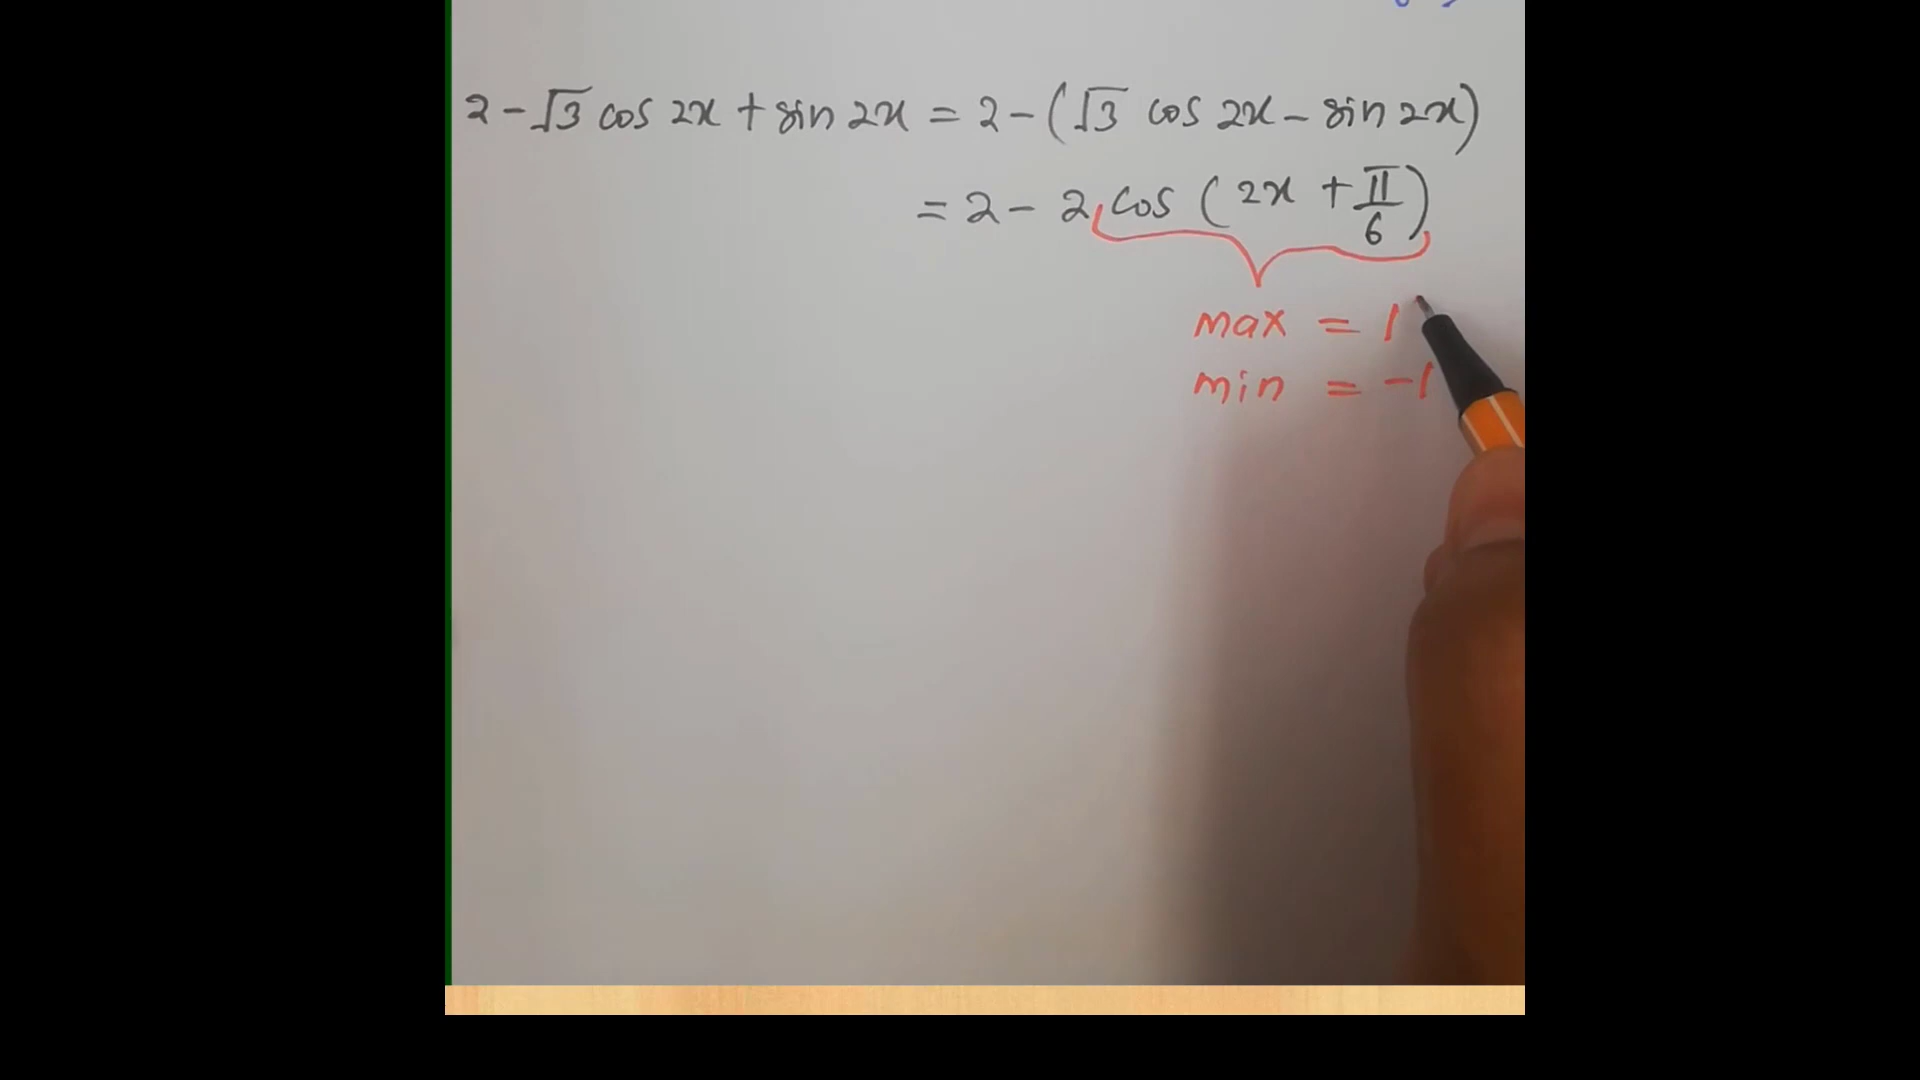 2 - √3 cos 2x + sin 2x = 2 - (√3 cos 2x - sin 2x)
= 2 - 2 cos (2x + π/6)
max = 1
min = -1